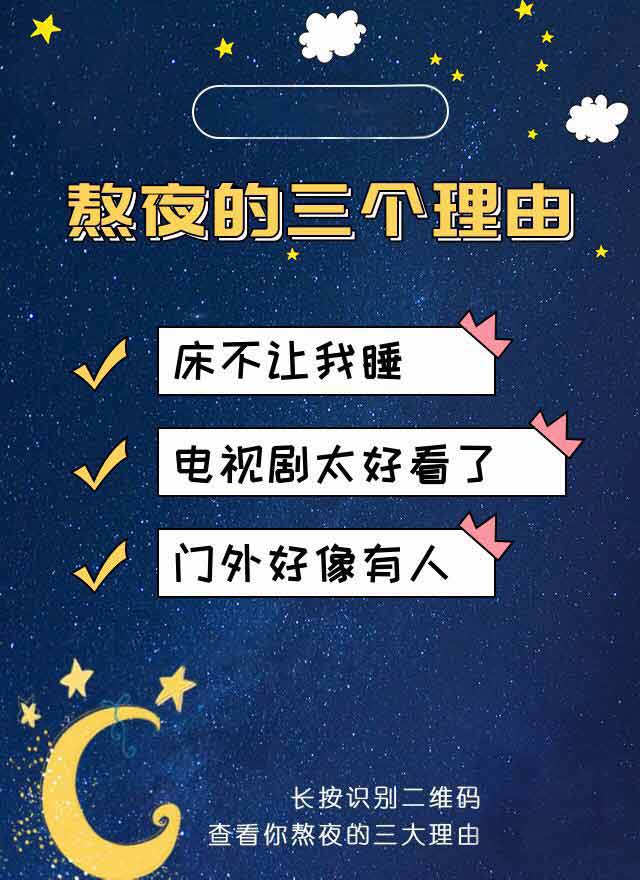 熬夜的三个理由
床不让我睡
电视剧太好看了
门外好像有人
长按识别二维码
查看你熬夜的三大理由